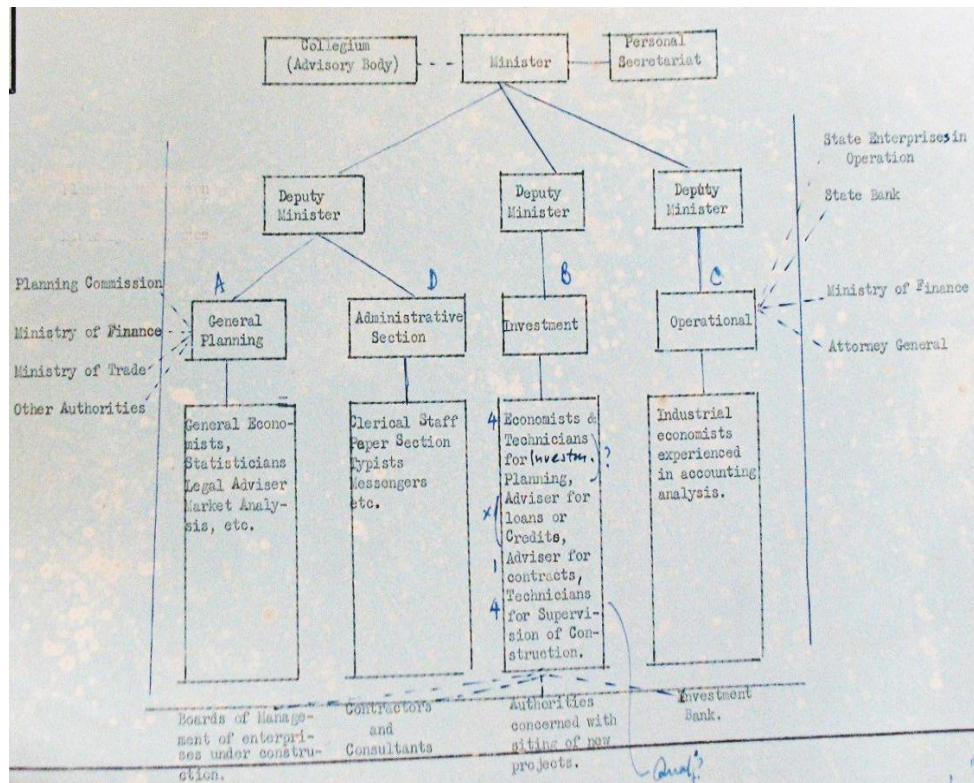 Collegium
(Advisory Body)
Minister
Personal
Secretariat
State Enterprises in
Operation
State Bank
Deputy
Minister
Deputy
Minister
Deputy
Minister
A
D
B
C
Planning Commission
Ministry of Finance
Ministry of Trade
Other Authorities
General
Planning
Administrative
Section
Investment
Operational
Ministry of Finance
Attorney General
General Econo-
mists,
Statisticians
Legal Adviser
Market Analy-
sis, etc.
Clerical Staff
Paper Section
Typists
Messengers
etc.
4 Economists &
Technicians
for Investm. ?
Planning,
x Adviser for
loans or
Credits,
1 Adviser for
contracts,
4 Technicians
for Supervi-
sion of Con-
struction.
Industrial
economists
experienced
in accounting
analysis.
Boards of Manage-
ment of enterpri-
ses under constru-
ction.
Contractors
and
Consultants
Authorities
concerned with
siting of new
projects.
Investment
Bank.